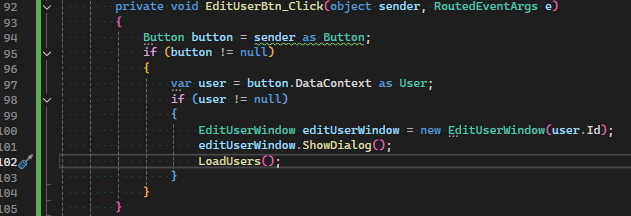 92 private void EditUserBtn_Click(object sender, RoutedEventArgs e)
93 {
94 Button button = sender as Button;
95 if (button != null)
96 {
97 var user = button.DataContext as User;
98 if (user != null)
99 {
100 EditUserWindow editUserWindow = new EditUserWindow(user.Id);
101 editUserWindow.ShowDialog();
102 LoadUsers();
103 }
104 }
105 }